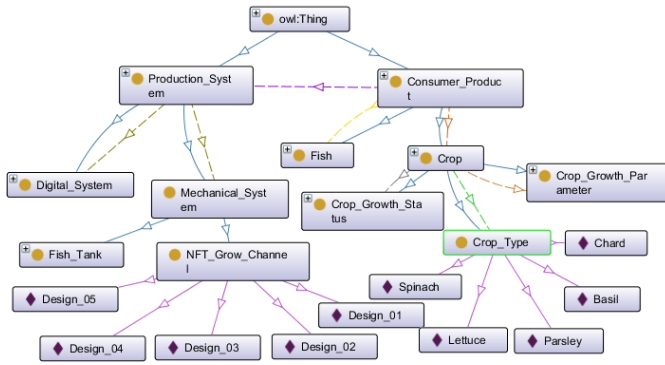 owl:Thing
Production_Syst
em
Consumer_Produc
t
Fish
Crop
Digital_System
Mechanical_Syst
em
Crop_Growth_Sta
tus
Crop_Growth_Par
ameter
Fish_Tank
NFT_Grow_Channe
l
Crop_Type
Chard
Spinach
Basil
Design_05
Design_01
Design_04
Design_03
Design_02
Lettuce
Parsley